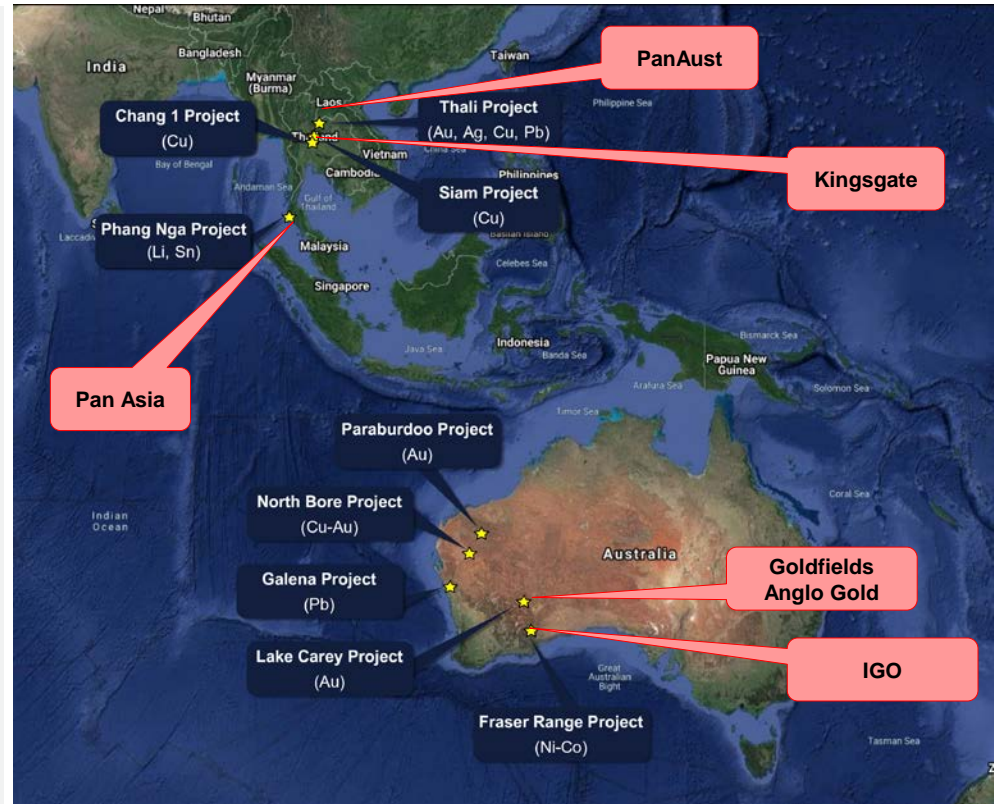 Nepal
Bhutan
Bangladesh
India
Taiwan
PanAust
Myanmar
(Burma)
Laos
Philippine Sea
Chang 1 Project
(Cu)
Thali Project
(Au, Ag, Cu, Pb)
Bay of Bengal
Vietnam
China Sea
Cambodia
Philippines
Kingsgate
Andaman Sea
Gulf of
Thailand
Siam Project
(Cu)
Phang Nga Project
(Li, Sn)
Malaysia
Basilan Island
Celebes Sea
Singapore
Indonesia
Java Sea
Banda Sea
Bismarck Sea
Papua New
Guinea
Solomon Sea
Arafura Sea
Pan Asia
Timor Sea
Paraburdoo Project
(Au)
North Bore Project
(Cu-Au)
Coral Sea
Indian
Ocean
Australia
Galena Project
(Pb)
Goldfields
Anglo Gold
Lake Carey Project
(Au)
Great
Australian
Bight
IGO
Fraser Range Project
(Ni-Co)
Tasman Sea